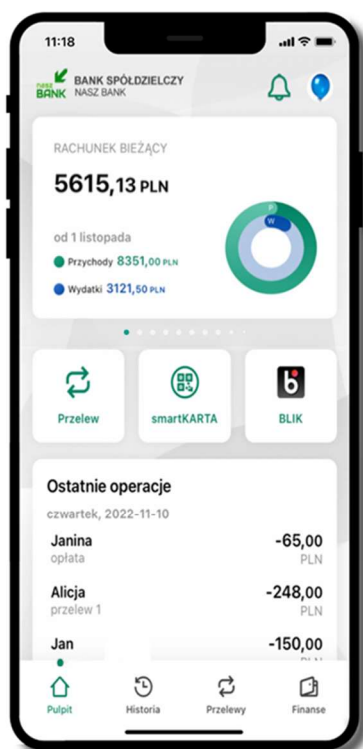 11:18
nasz
BANK
BANK SPÓŁDZIELCZY
NASZ BANK
RACHUNEK BIEŻĄCY
5615,13 PLN
od 1 listopada
Przychody 8351,00 PLN
Wydatki 3121,50 PLN
P
W
Przelew
smartKARTA
b
BLIK
Ostatnie operacje
czwartek, 2022-11-10
Janina
-65,00
opłata
PLN
Alicja
-248,00
przelew 1
PLN
Jan
-150,00
Pulpit
Historia
Przelewy
Finanse